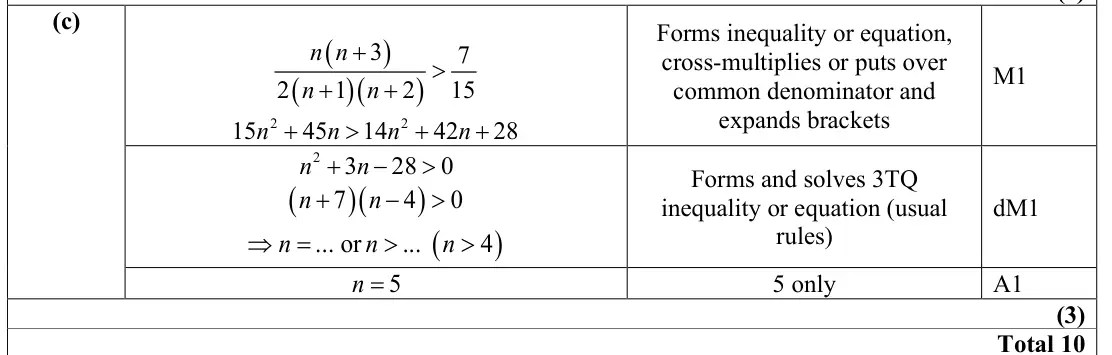 (c)
n(n+3)/2(n+1)(n+2) > 7/15
15n² + 45n > 14n² + 42n + 28
Forms inequality or equation,
cross-multiplies or puts over
common denominator and
expands brackets
M1
n² + 3n − 28 > 0
(n+7)(n−4) > 0
⇒ n = ... or n > ... (n > 4)
Forms and solves 3TQ
inequality or equation (usual
rules)
dM1
n = 5
5 only
A1
(3)
Total 10